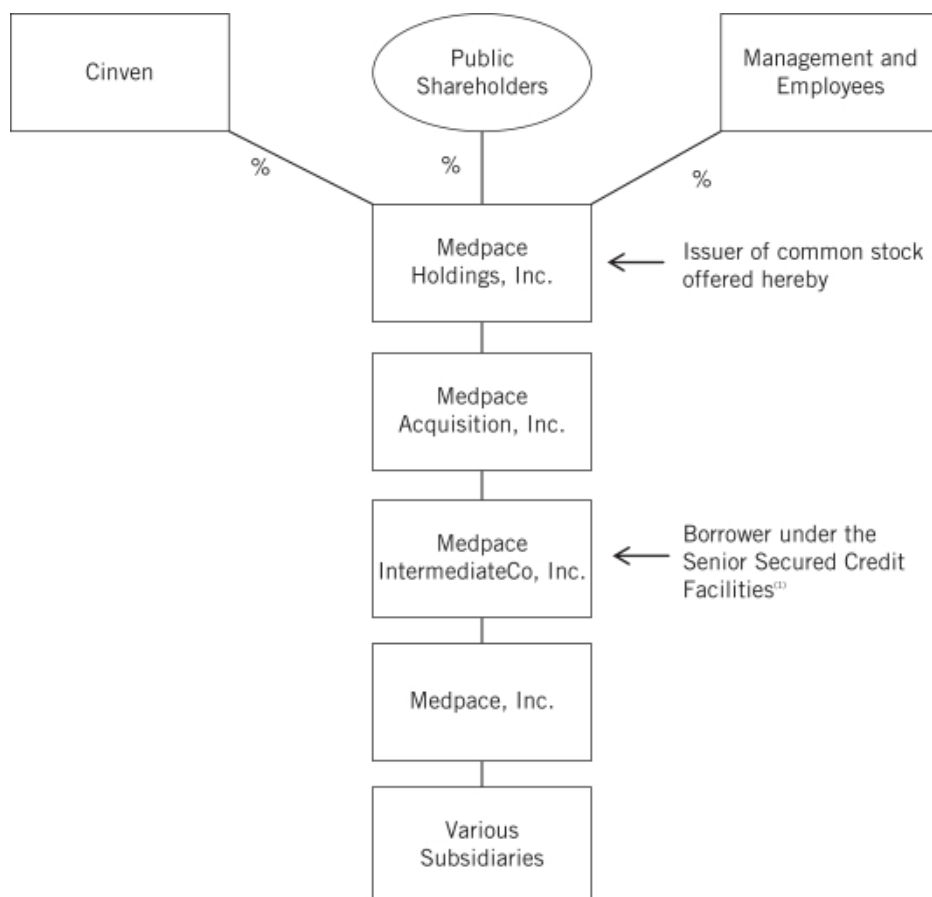 Cinven
Public
Shareholders
Management and
Employees
%
%
%
Medpace
Holdings, Inc.
Issuer of common stock
offered hereby
Medpace
Acquisition, Inc.
Medpace
IntermediateCo, Inc.
Borrower under the
Senior Secured Credit
Facilities(1)
Medpace, Inc.
Various
Subsidiaries